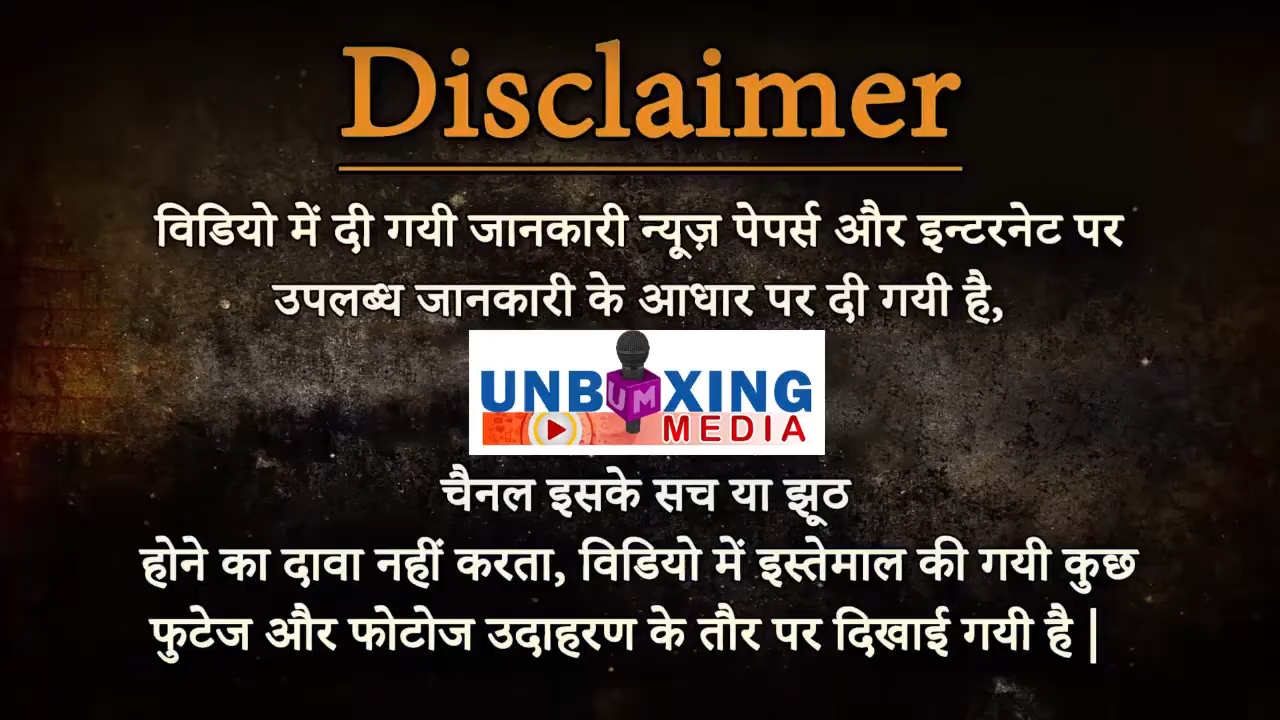 Disclaimer
विडियो में दी गयी जानकारी न्यूज़ पेपर्स और इन्टरनेट पर
उपलब्ध जानकारी के आधार पर दी गयी है,
UNBOXING
UM
MEDIA
चैनल इसके सच या झूठ
होने का दावा नहीं करता, विडियो में इस्तेमाल की गयी कुछ
फुटेज और फोटोज उदाहरण के तौर पर दिखाई गयी है |